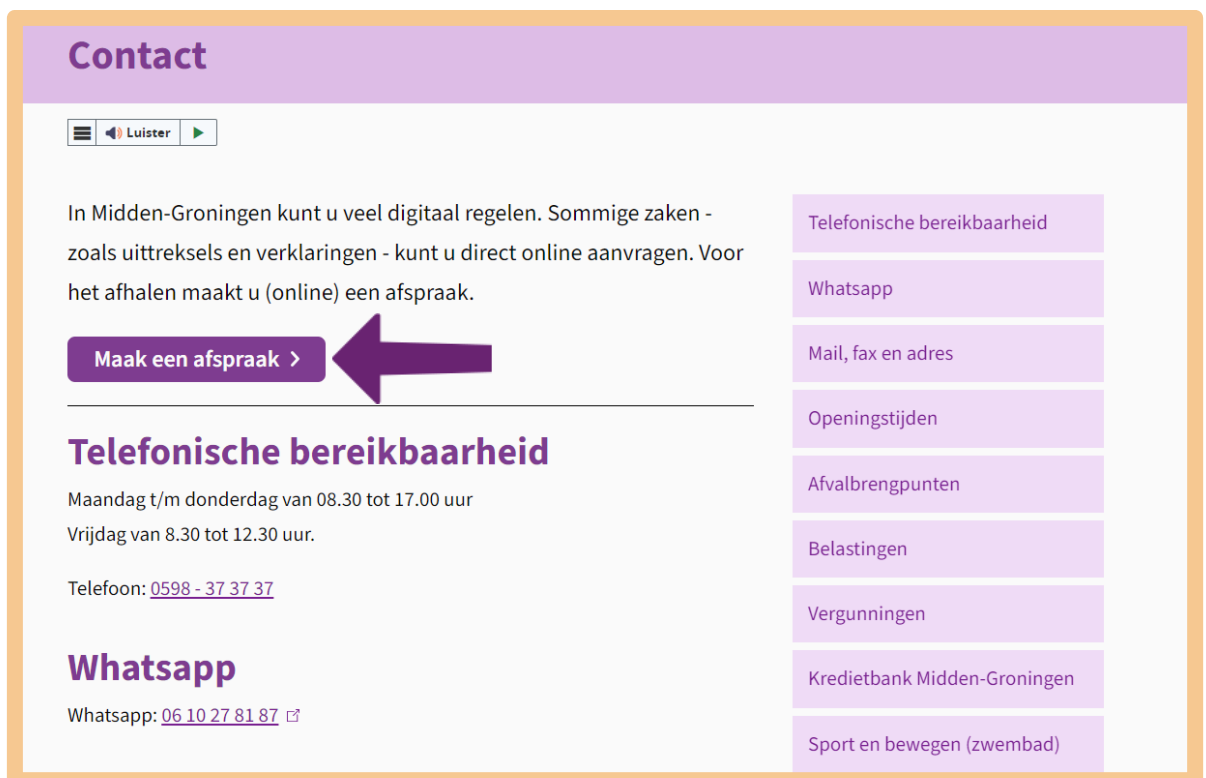 Contact
Luister
In Midden-Groningen kunt u veel digitaal regelen. Sommige zaken -
zoals uittreksels en verklaringen - kunt u direct online aanvragen. Voor
het afhalen maakt u (online) een afspraak.
Maak een afspraak
Telefonische bereikbaarheid
Maandag t/m donderdag van 08.30 tot 17.00 uur
Vrijdag van 8.30 tot 12.30 uur.
Telefoon: 0598 - 37 37 37
Whatsapp
Whatsapp: 06 10 27 81 87
Telefonische bereikbaarheid
Whatsapp
Mail, fax en adres
Openingstijden
Afvalbrengpunten
Belastingen
Vergunningen
Kredietbank Midden-Groningen
Sport en bewegen (zwembad)